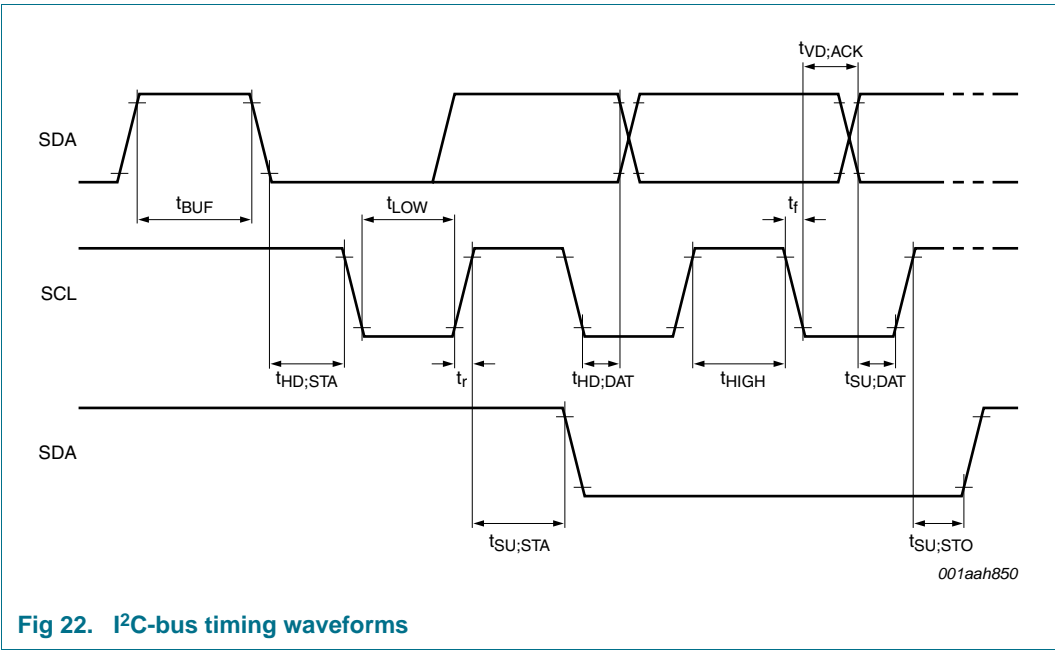 tVD;ACK
SDA
tBUF
tLOW
tf
SCL
tHD;STA
tr
tHD;DAT
tHIGH
tSU;DAT
SDA
tSU;STA
tSU;STO
001aah850
Fig 22. I²C-bus timing waveforms